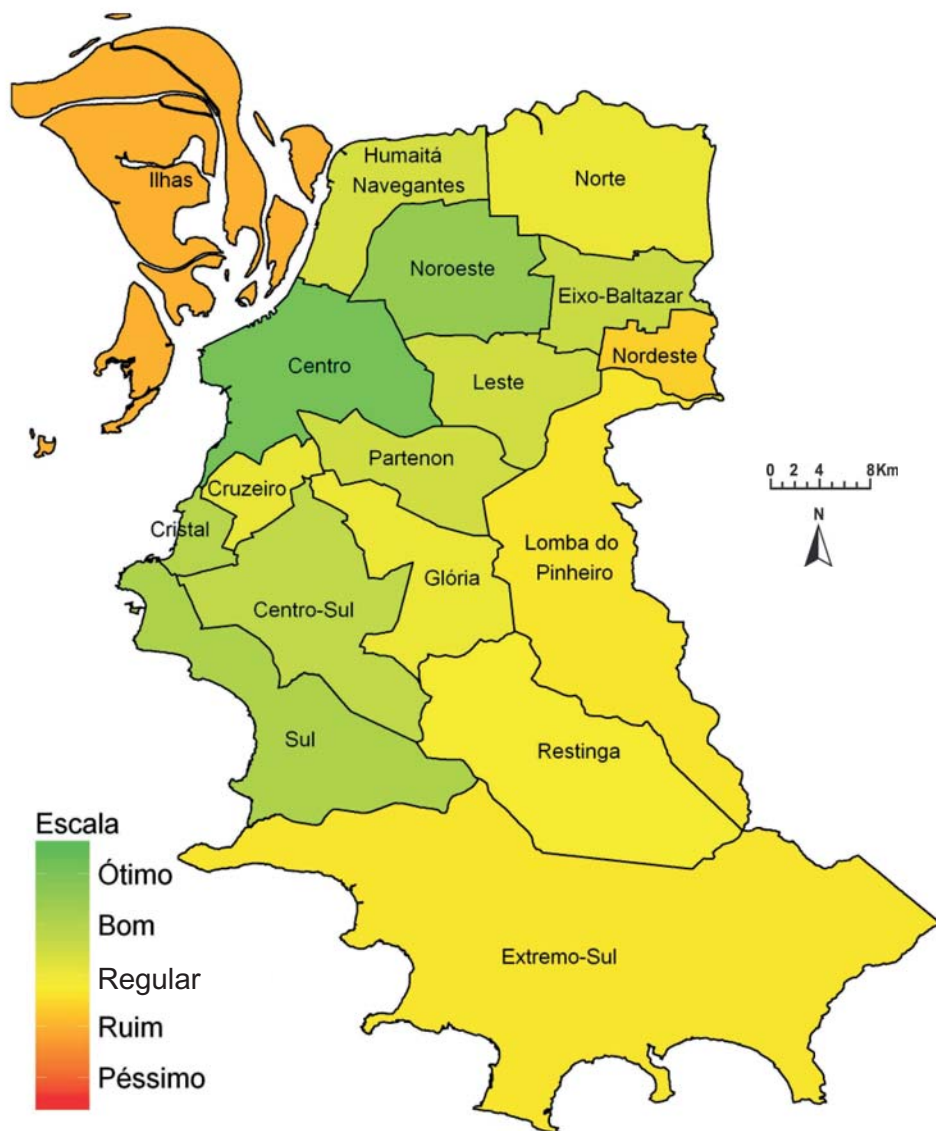 Ilhas
Humaitá
Navegantes
Norte
Noroeste
Eixo-Baltazar
Nordeste
Centro
Leste
Partenon
Cruzeiro
Cristal
Lomba do
Pinheiro
Glória
Centro-Sul
Sul
Restinga
Extremo-Sul
0 2 4 8Km
N
Escala
Ótimo
Bom
Regular
Ruim
Péssimo